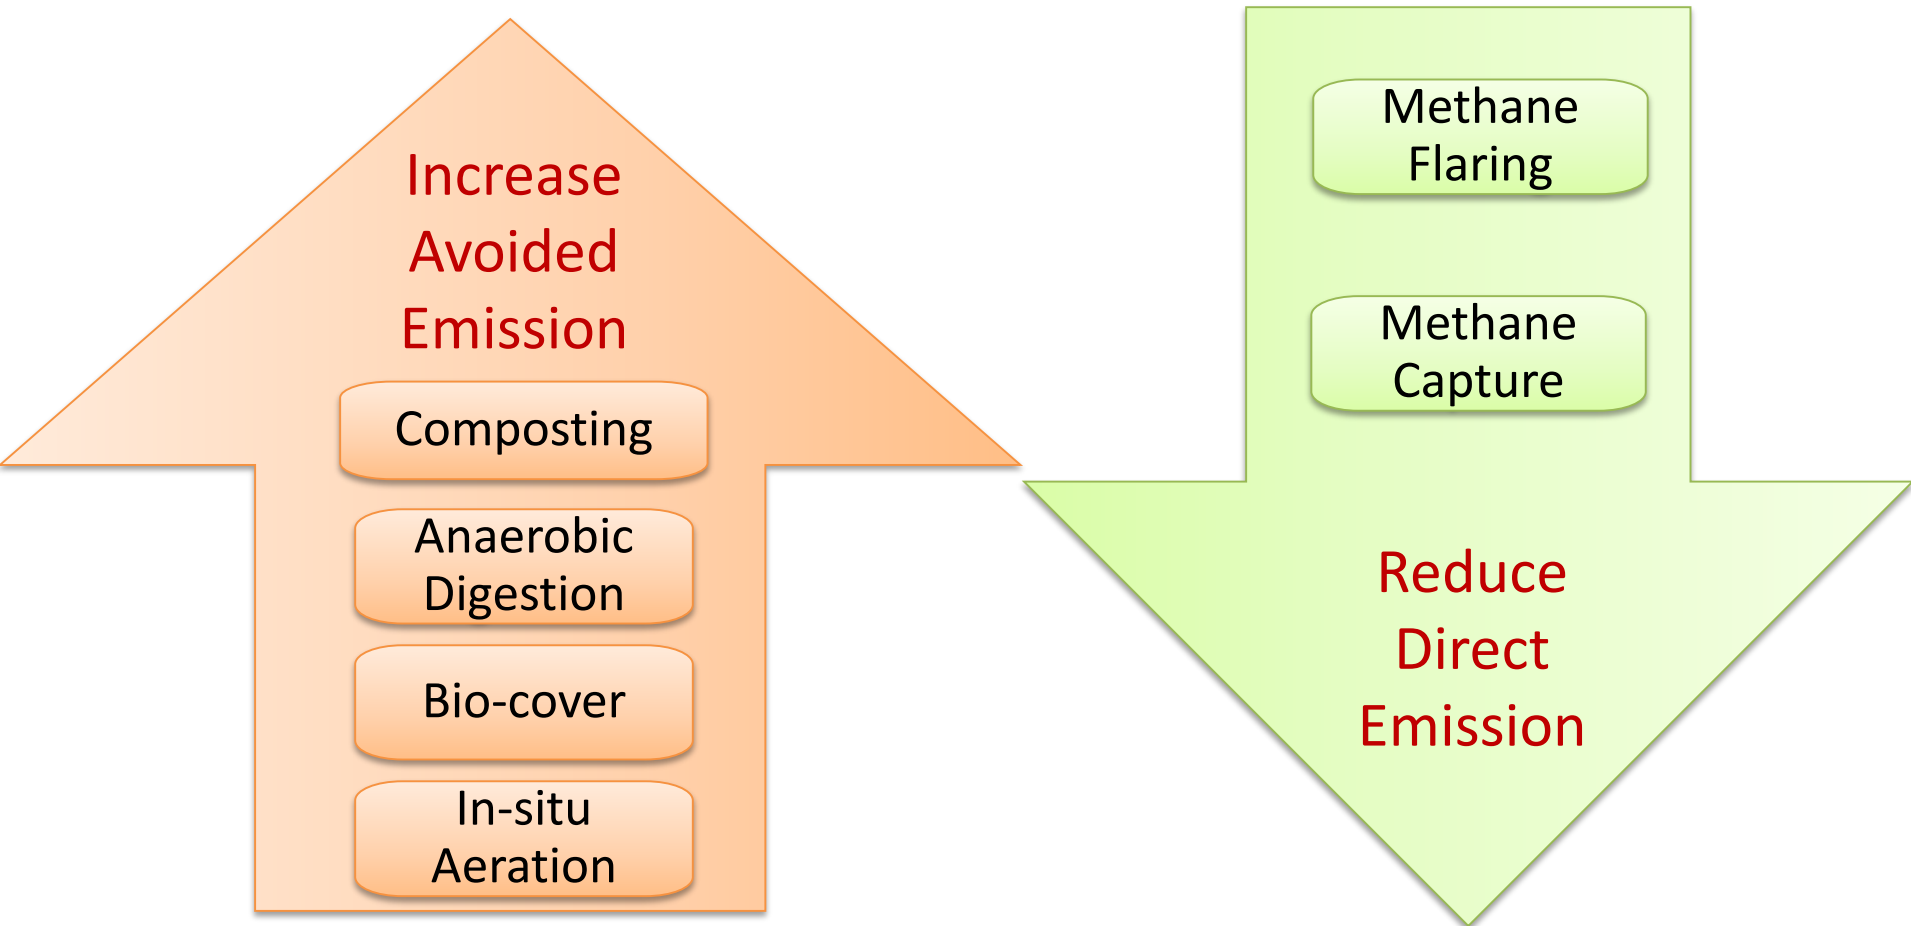 Increase
Avoided
Emission
Composting
Anaerobic
Digestion
Bio-cover
In-situ
Aeration
Methane
Flaring
Methane
Capture
Reduce
Direct
Emission